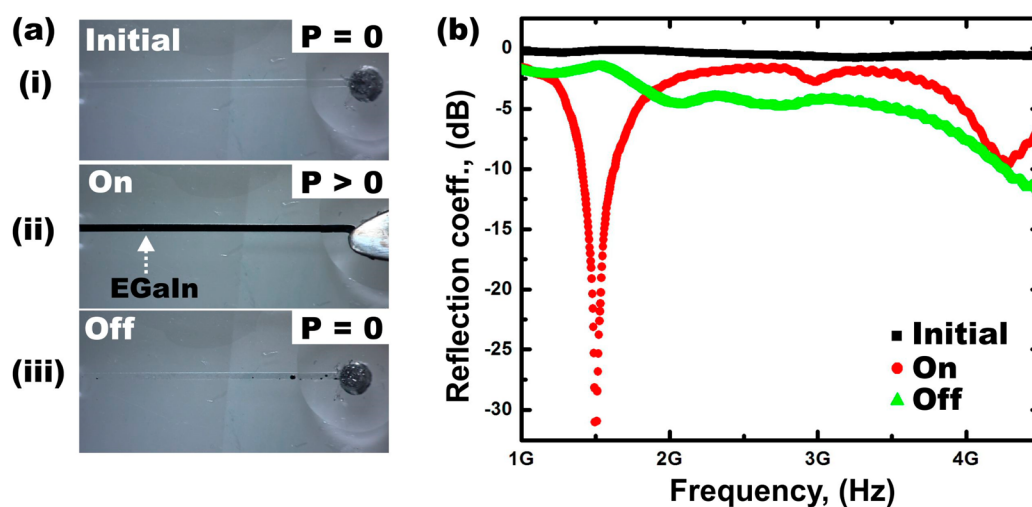 (a)
Initial
P = 0
(i)
On
P > 0
(ii)
EGaIn
Off
P = 0
(iii)
(b)
0
-5
-10
-15
-20
-25
-30
Reflection coeff., (dB)
Initial
On
Off
1G 2G 3G 4G
Frequency, (Hz)